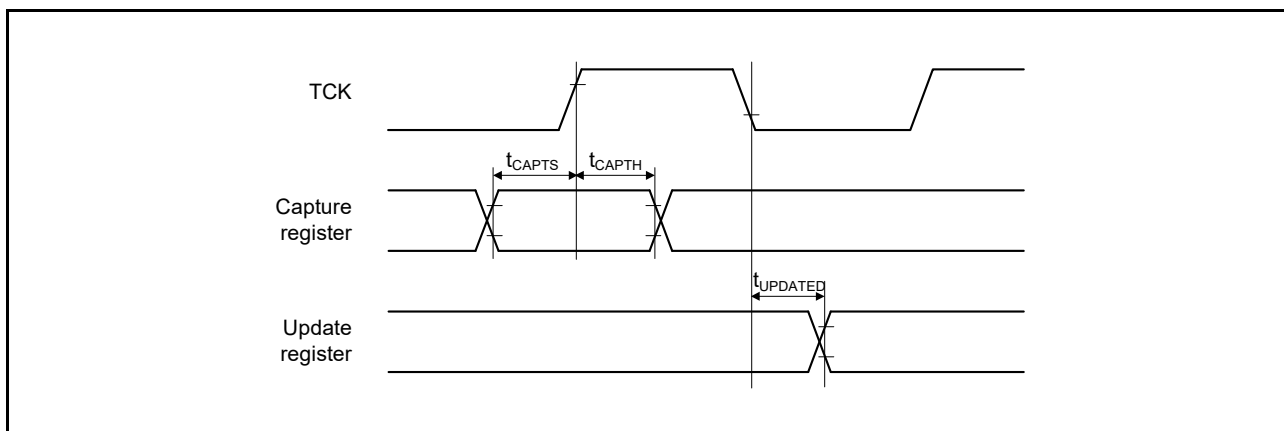 TCK
tCAPTS
tCAPTH
Capture
register
tUPDATED
Update
register